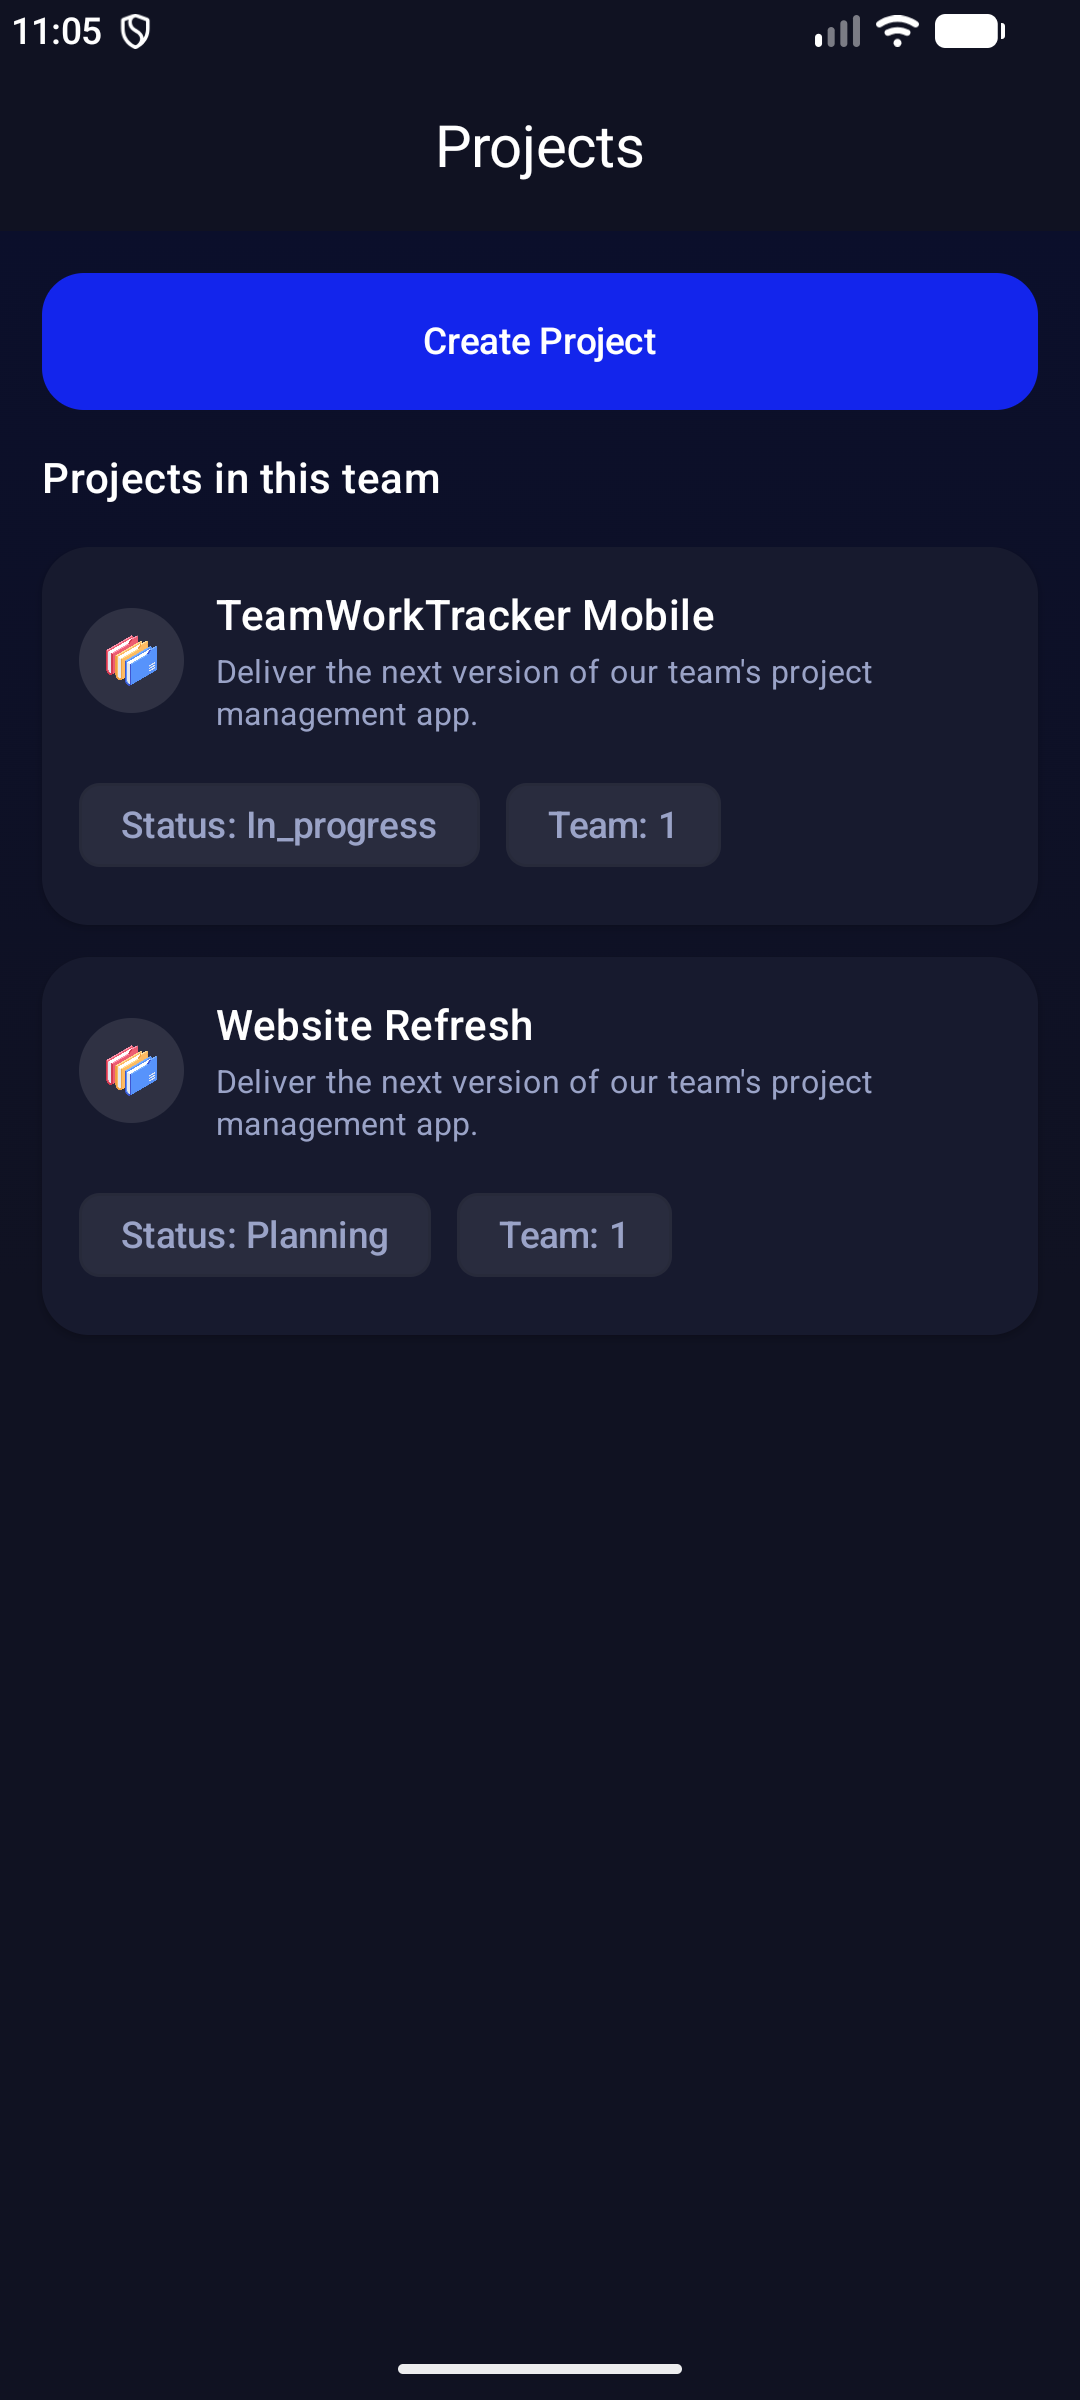 11:05
Projects
Create Project
Projects in this team
TeamWorkTracker Mobile
Deliver the next version of our team's project
management app.
Status: In_progress
Team: 1
Website Refresh
Deliver the next version of our team's project
management app.
Status: Planning
Team: 1